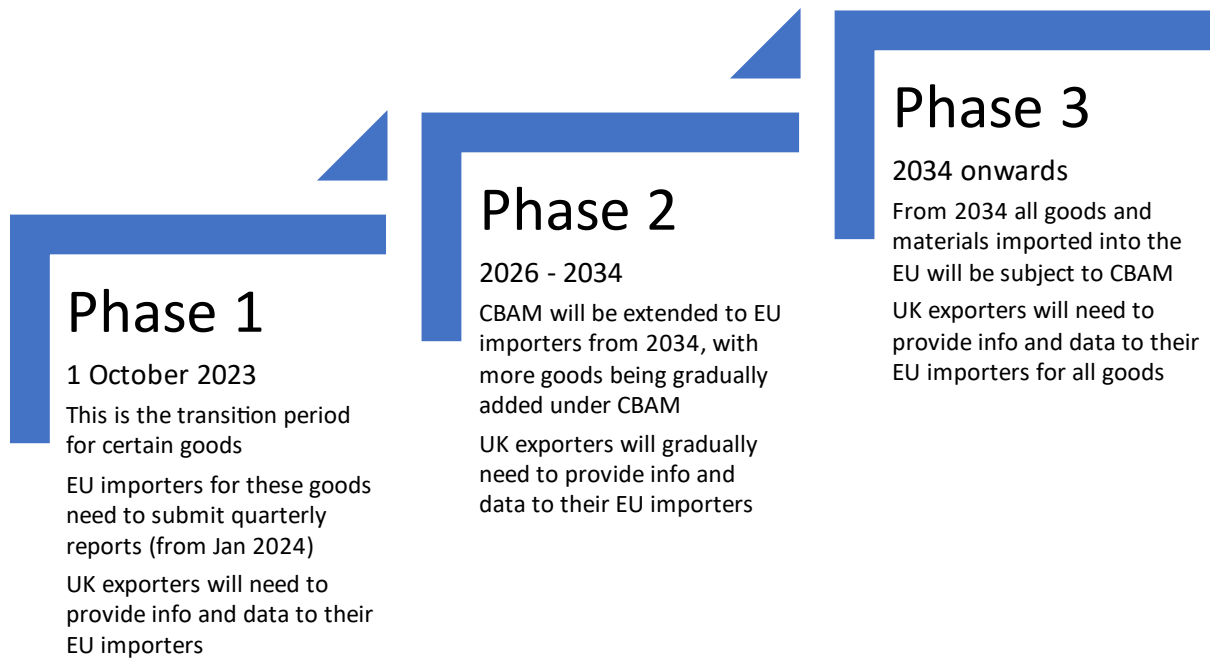 Phase 1
1 October 2023
This is the transition period
for certain goods
EU importers for these goods
need to submit quarterly
reports (from Jan 2024)
UK exporters will need to
provide info and data to their
EU importers
Phase 2
2026 - 2034
CBAM will be extended to EU
importers from 2034, with
more goods being gradually
added under CBAM
UK exporters will gradually
need to provide info and
data to their EU importers
Phase 3
2034 onwards
From 2034 all goods and
materials imported into the
EU will be subject to CBAM
UK exporters will need to
provide info and data to their
EU importers for all goods